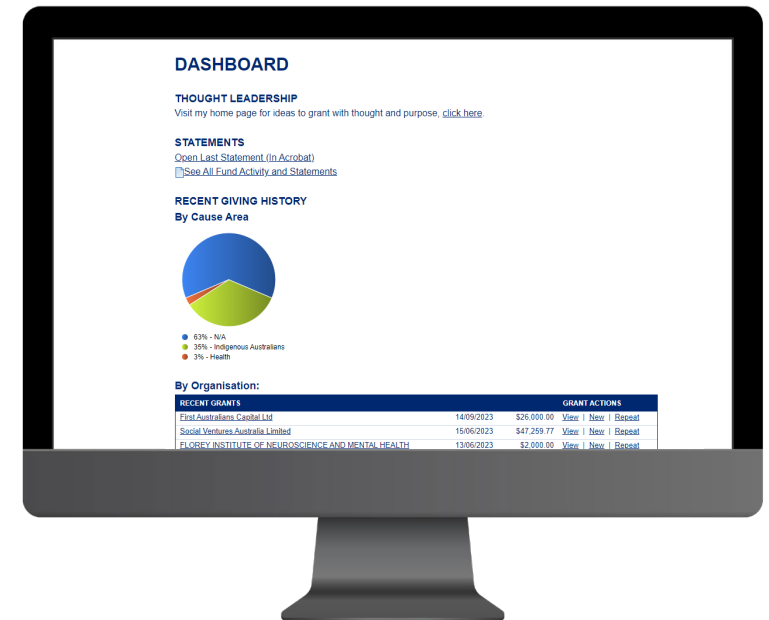 DASHBOARD
THOUGHT LEADERSHIP
Visit my home page for ideas to grant with thought and purpose, click here.
STATEMENTS
Open Last Statement (In Acrobat)
See All Fund Activity and Statements
RECENT GIVING HISTORY
By Cause Area
63% - N/A
35% - Indigenous Australians
3% - Health
By Organisation:
RECENT GRANTS GRANT ACTIONS
First Australians Capital Ltd 14/09/2023 $26,000.00 View | New | Repeat
Social Ventures Australia Limited 15/06/2023 $47,259.77 View | New | Repeat
FLOREY INSTITUTE OF NEUROSCIENCE AND MENTAL HEALTH 13/06/2023 $2,000.00 View | New | Repeat